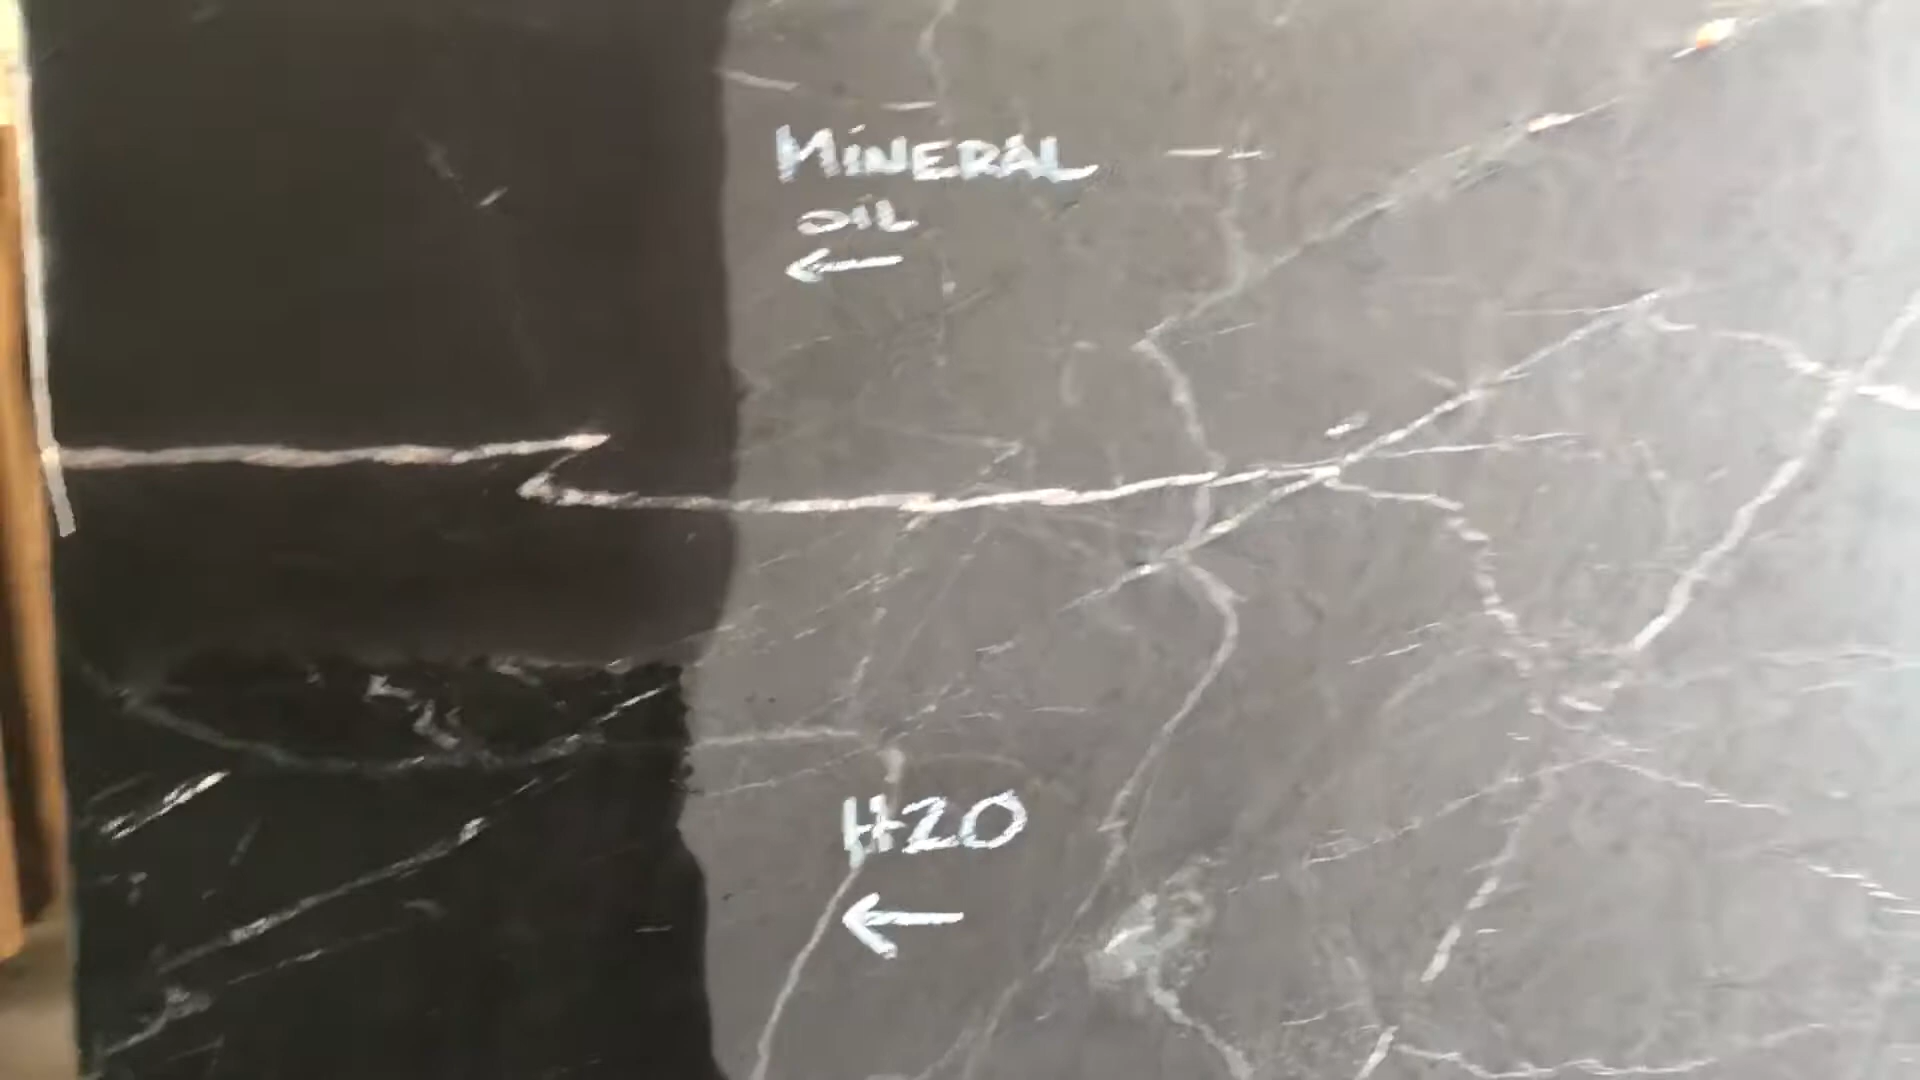 MINERAL
OIL
←
H2O
←